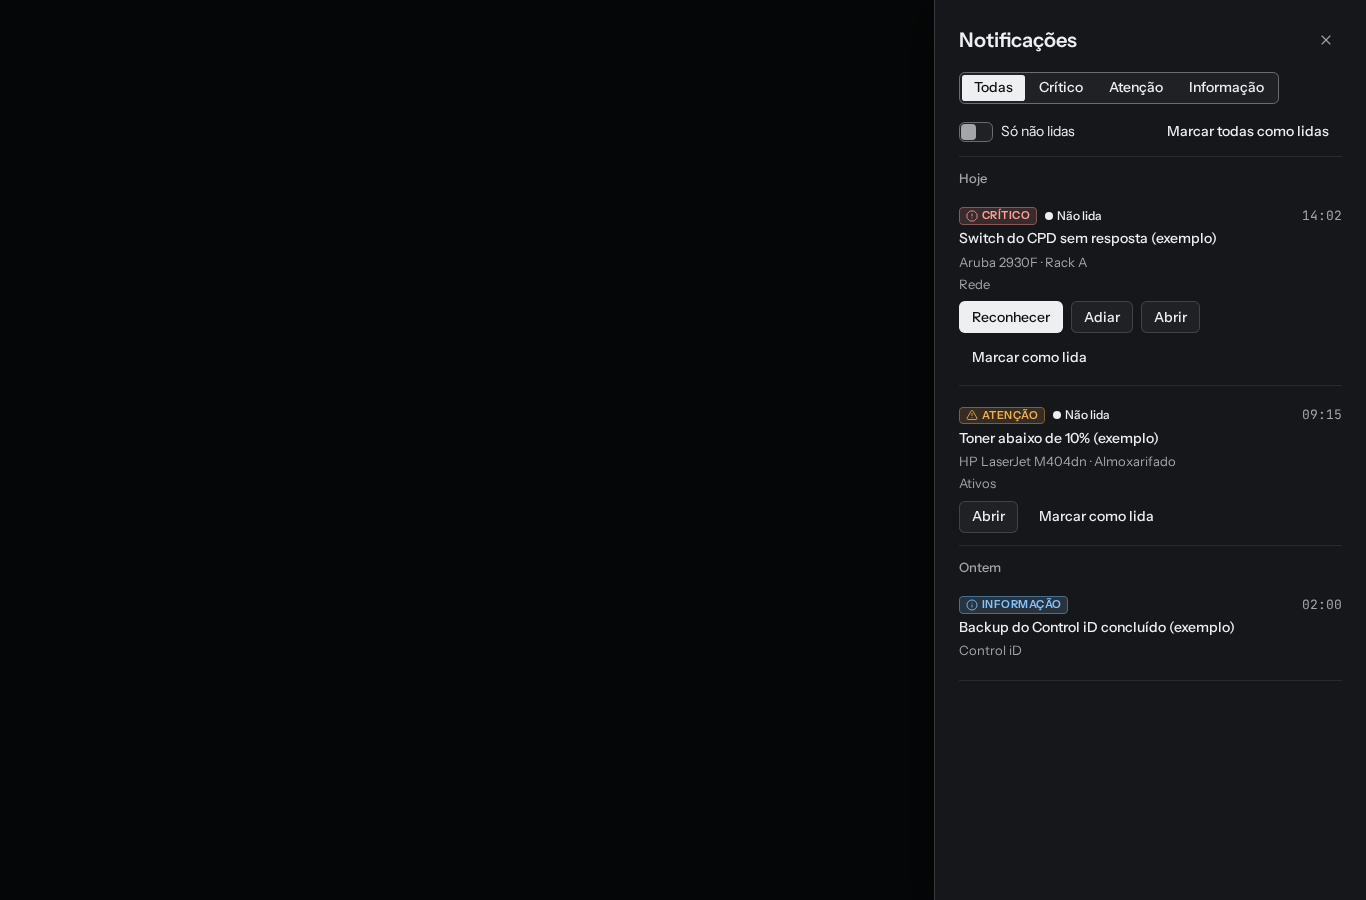 Notificações
Todas Crítico Atenção Informação
Só não lidas Marcar todas como lidas
Hoje
CRÍTICO Não lida 14:02
Switch do CPD sem resposta (exemplo)
Aruba 2930F · Rack A
Rede
Reconhecer Adiar Abrir
Marcar como lida
ATENÇÃO Não lida 09:15
Toner abaixo de 10% (exemplo)
HP LaserJet M404dn · Almoxarifado
Ativos
Abrir Marcar como lida
Ontem
INFORMAÇÃO 02:00
Backup do Control iD concluído (exemplo)
Control iD